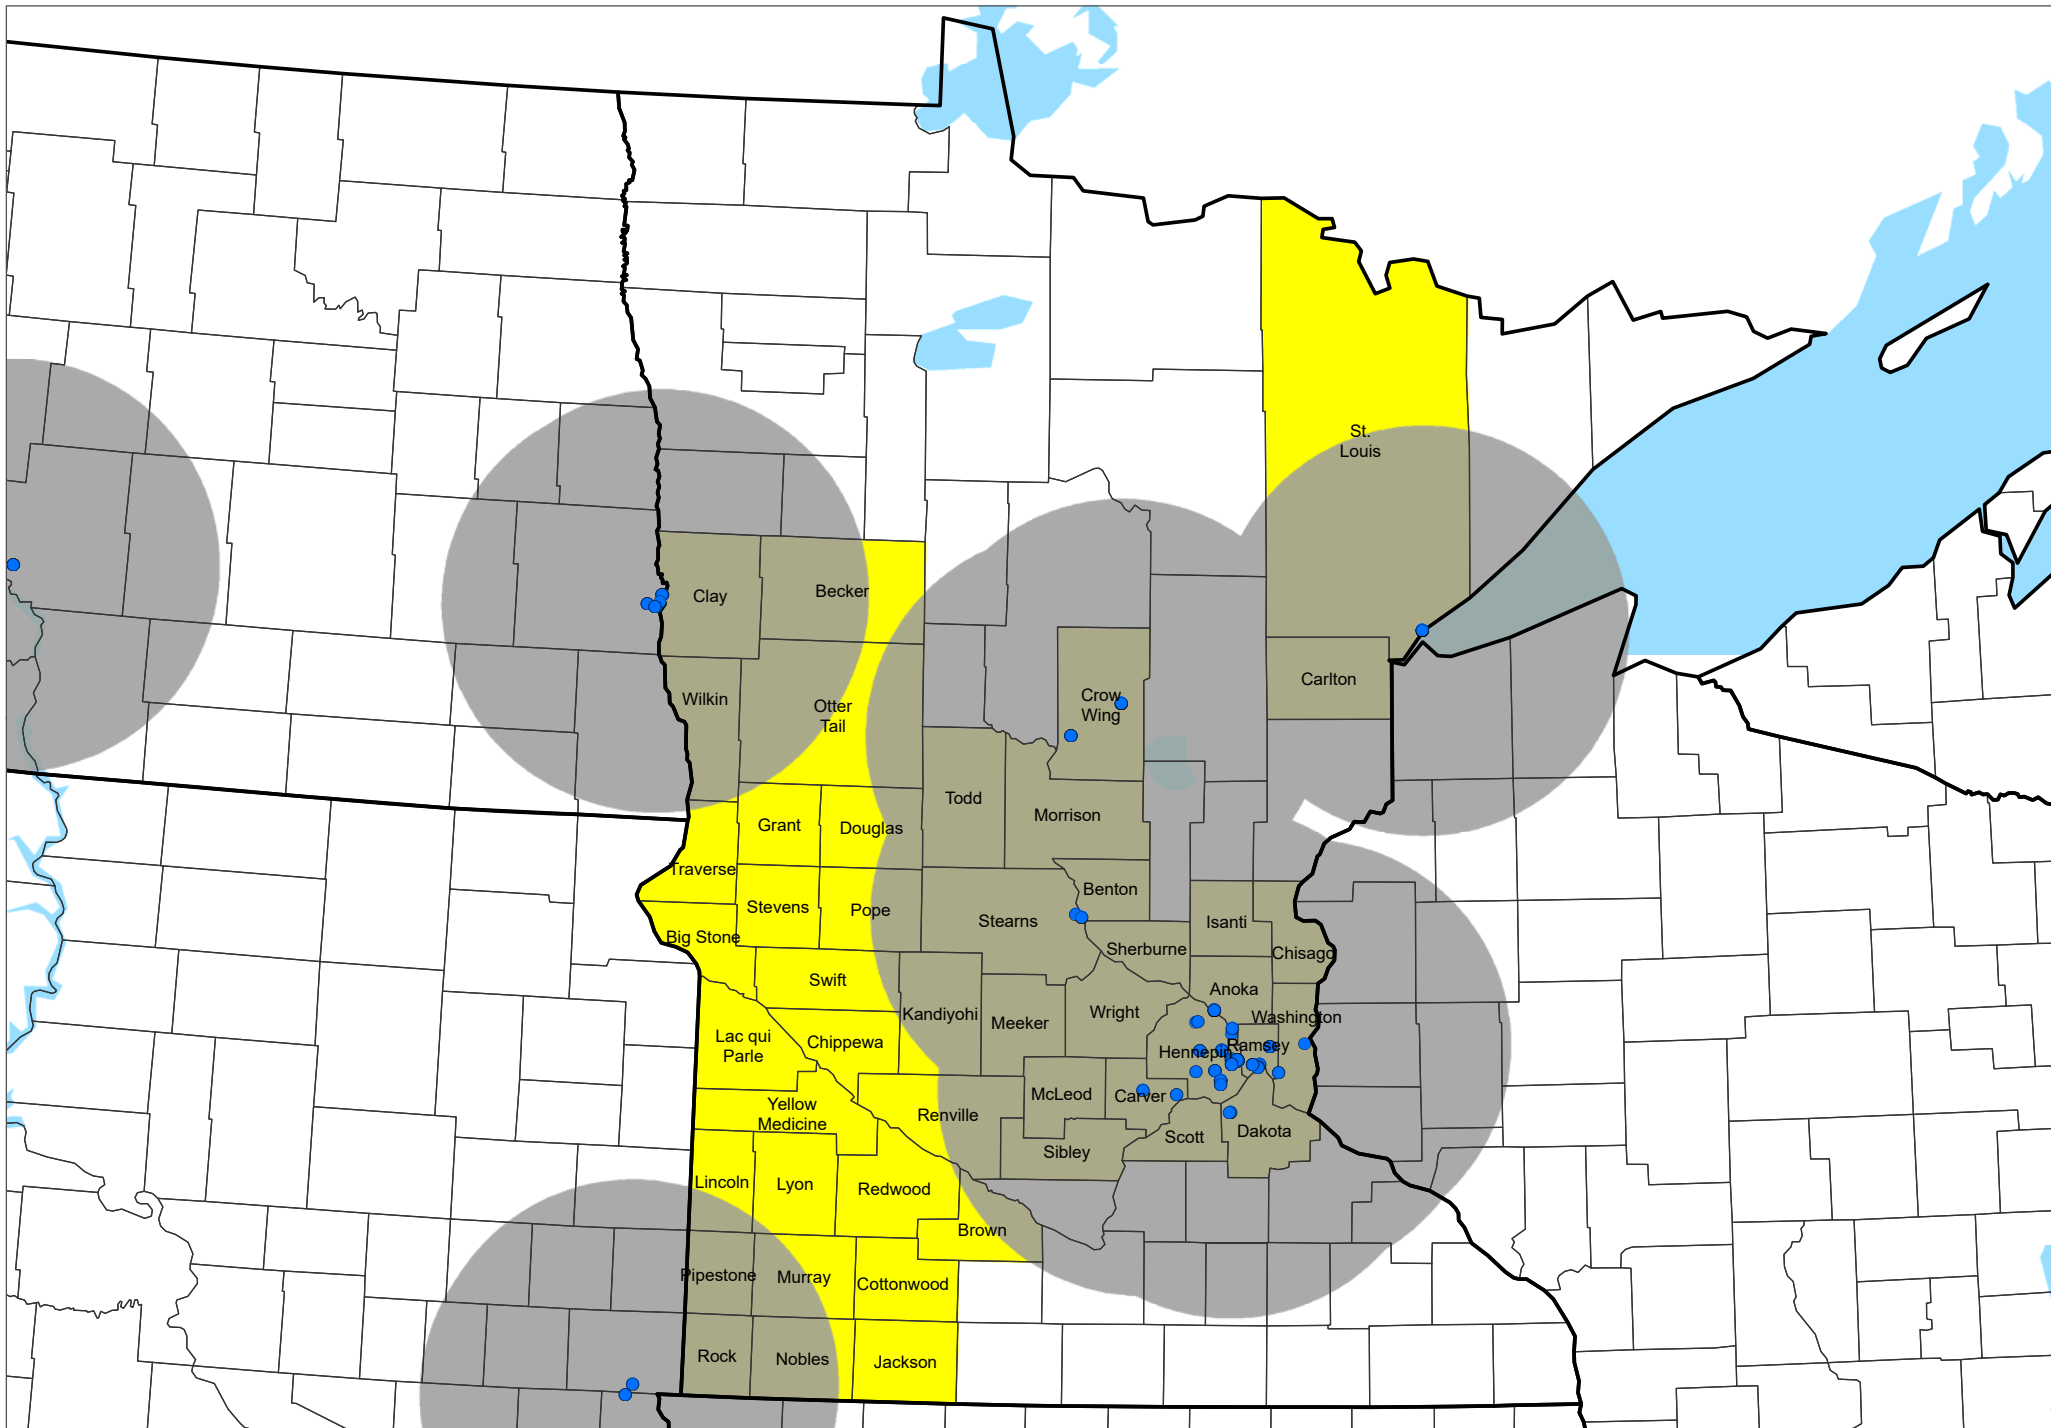 St.
Louis
Clay
Becker
Carlton
Wilkin
Crow
Wing
Otter
Tail
Todd
Morrison
Grant
Douglas
Traverse
Benton
Stevens
Pope
Stearns
Isanti
Big Stone
Sherburne
Chisago
Swift
Anoka
Kandiyohi
Meeker
Wright
Washington
Lac qui
Parle
Chippewa
Hennepin
Ramsey
McLeod
Carver
Yellow
Medicine
Renville
Scott
Dakota
Sibley
Lincoln
Lyon
Redwood
Brown
Pipestone
Murray
Cottonwood
Rock
Nobles
Jackson